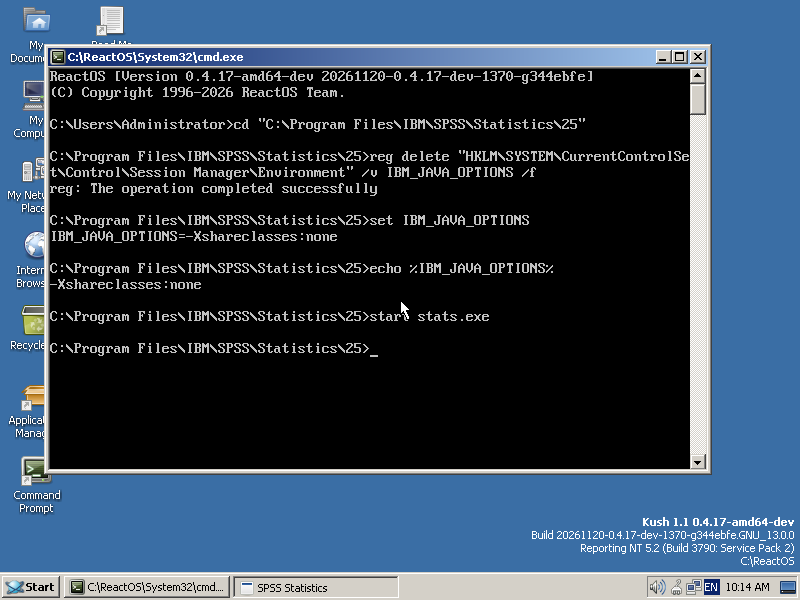 My
Docum
Read Me
My
Compu
My Netw
Place
Intern
Brows
Recycle
Applica
Manag
Command
Prompt
C:\ReactOS\System32\cmd.exe
ReactOS [Version 0.4.17-amd64-dev 20261120-0.4.17-dev-1370-g344ebfe]
(C) Copyright 1996-2026 ReactOS Team.
C:\Users\Administrator>cd "C:\Program Files\IBM\SPSS\Statistics\25"
C:\Program Files\IBM\SPSS\Statistics\25>reg delete "HKLM\SYSTEM\CurrentControlSe
t\Control\Session Manager\Environment" /v IBM_JAVA_OPTIONS /f
reg: The operation completed successfully
C:\Program Files\IBM\SPSS\Statistics\25>set IBM_JAVA_OPTIONS
IBM_JAVA_OPTIONS=-Xshareclasses:none
C:\Program Files\IBM\SPSS\Statistics\25>echo %IBM_JAVA_OPTIONS%
-Xshareclasses:none
C:\Program Files\IBM\SPSS\Statistics\25>start stats.exe
C:\Program Files\IBM\SPSS\Statistics\25>_
Kush 1.1 0.4.17-amd64-dev
Build 20261120-0.4.17-dev-1370-g344ebfe.GNU_13.0.0
Reporting NT 5.2 (Build 3790: Service Pack 2)
C:\ReactOS
Start
C:\ReactOS\System32\cmd...
SPSS Statistics
EN
10:14 AM